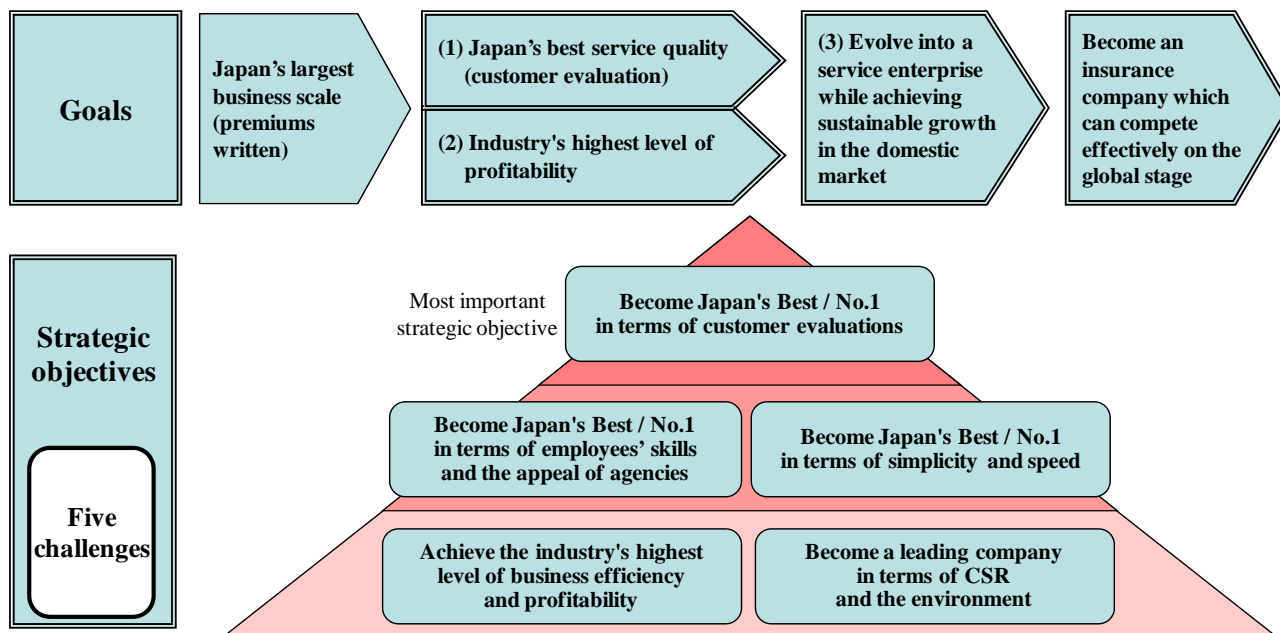 Goals
Japan’s largest
business scale
(premiums
written)
(1) Japan’s best service quality
(customer evaluation)
(2) Industry's highest level of
profitability
(3) Evolve into a
service enterprise
while achieving
sustainable growth
in the domestic
market
Become an
insurance
company which
can compete
effectively on the
global stage
Strategic
objectives
Five
challenges
Most important
strategic objective
Become Japan's Best / No.1
in terms of customer evaluations
Become Japan's Best / No.1
in terms of employees’ skills
and the appeal of agencies
Become Japan's Best / No.1
in terms of simplicity and speed
Achieve the industry's highest
level of business efficiency
and profitability
Become a leading company
in terms of CSR
and the environment